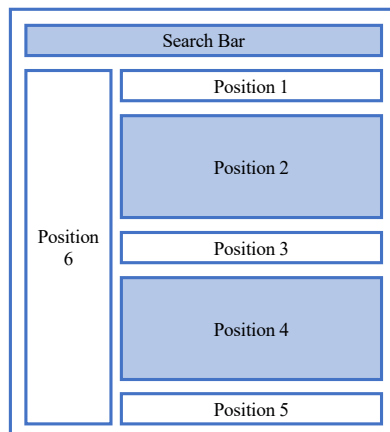 Search Bar
Position 1
Position 2
Position 3
Position 4
Position 5
Position
6